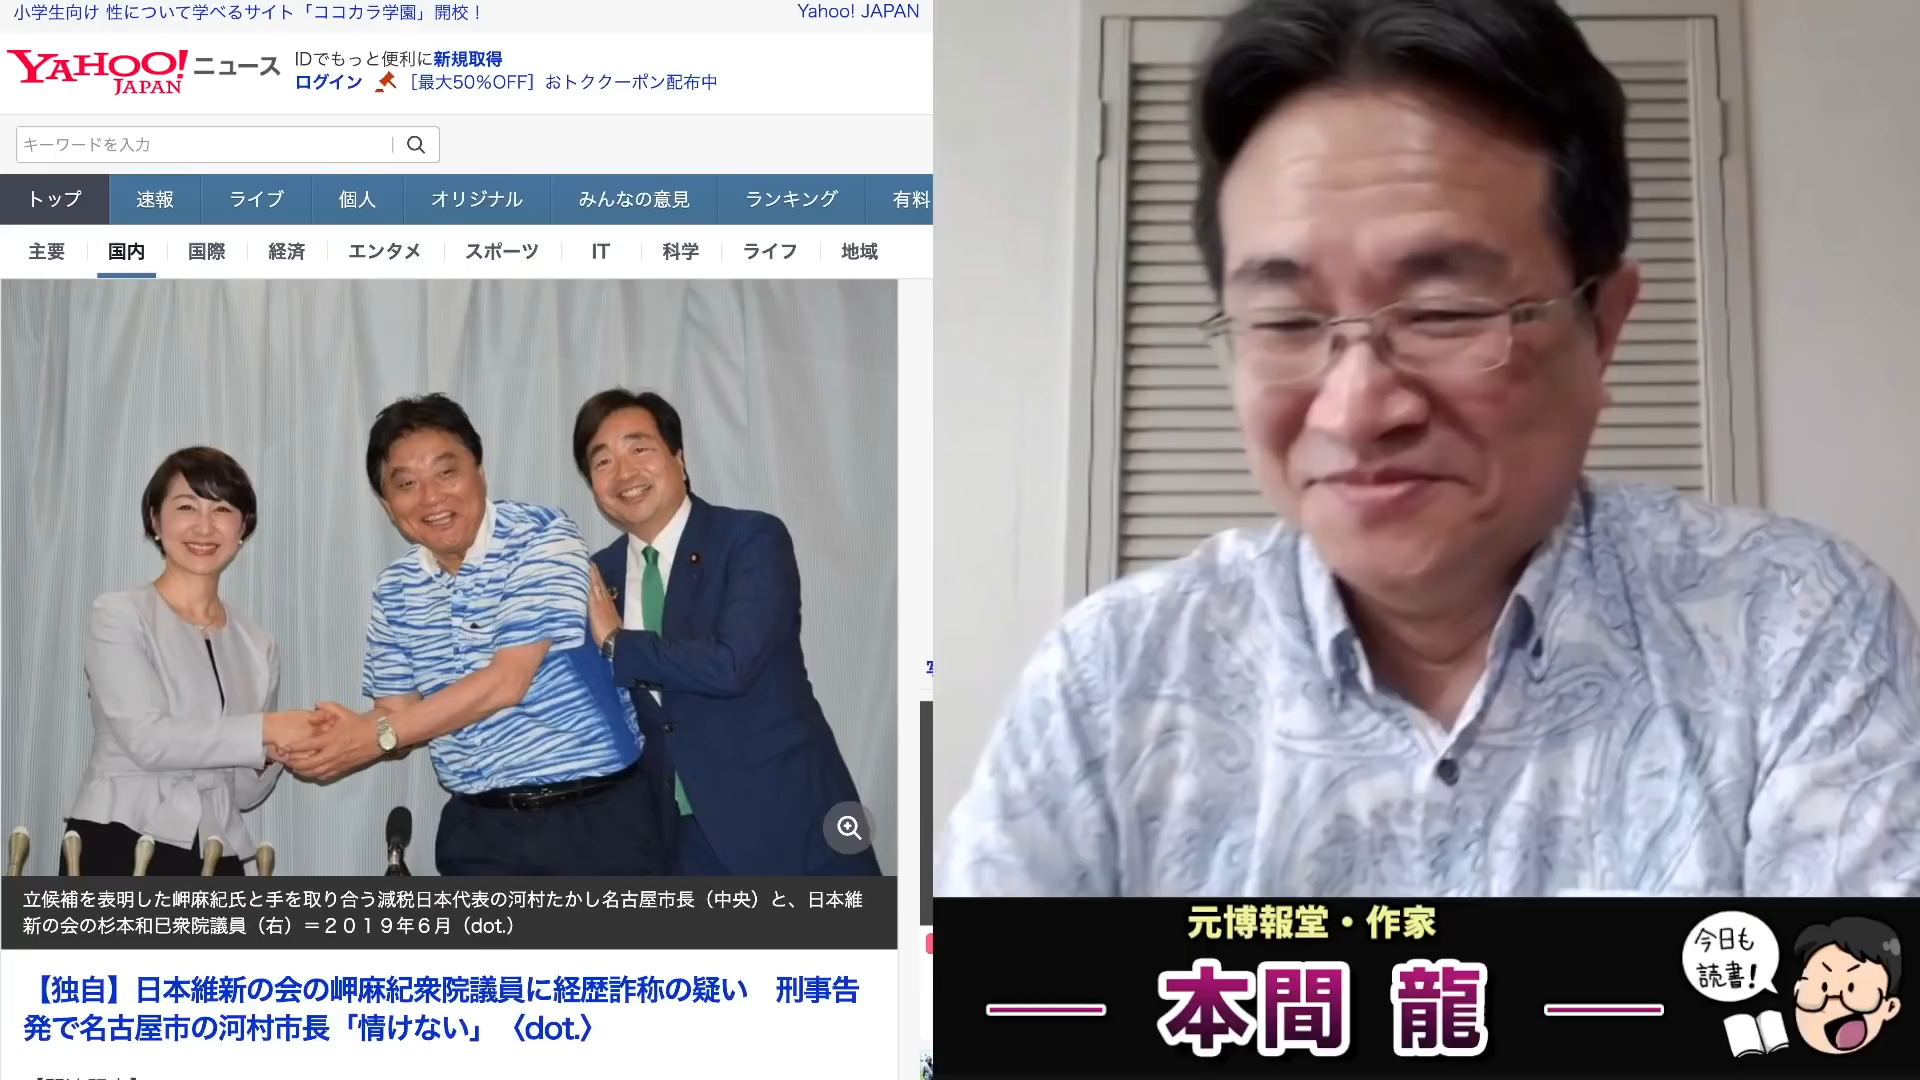 小学生向け 性について学べるサイト「ココカラ学園」開校！
Yahoo! JAPAN
YAHOO! JAPAN ニュース
IDでもっと便利に新規取得
ログイン [最大50%OFF] おトククーポン配布中
キーワードを入力
トップ 速報 ライブ 個人 オリジナル みんなの意見 ランキング 有料
主要 国内 国際 経済 エンタメ スポーツ IT 科学 ライフ 地域
立候補を表明した岬麻紀氏と手を取り合う減税日本代表の河村たかし名古屋市長（中央）と、日本維
新の会の杉本和巳衆院議員（右）＝２０１９年６月（dot.）
【独自】日本維新の会の岬麻紀衆院議員に経歴詐称の疑い　刑事告
発で名古屋市の河村市長「情けない」〈dot.〉
元博報堂・作家
本間 龍
今日も
読書！